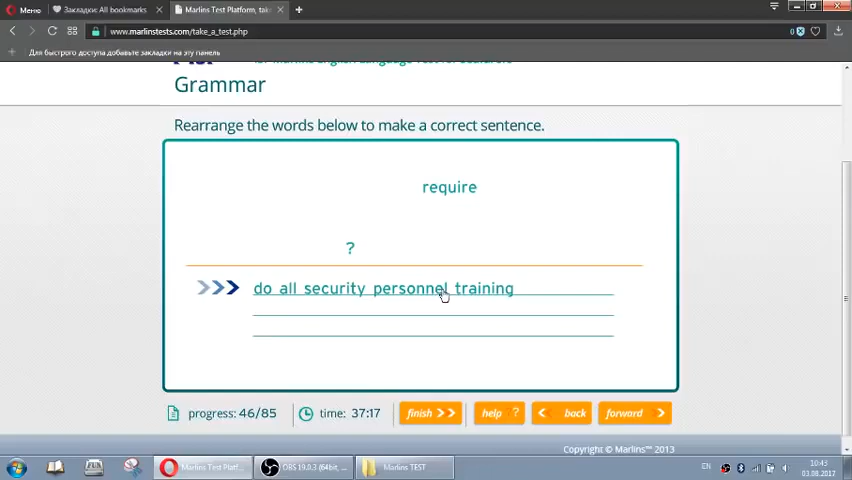 Меню
Закладки: All bookmarks
Marlins Test Platform, take
www.marlinstests.com/take_a_test.php
0
Для быстрого доступа добавьте закладки на эту панель
Grammar
Rearrange the words below to make a correct sentence.
require
?
do all security personnel training
progress: 46/85
time: 37:17
finish >>
help ?
<< back
forward >
Copyright © Marlins™ 2013
Marlins Test Platf...
OBS 19.0.3 (64bit, ...
Marlins TEST
EN
10:43
03.08.2017